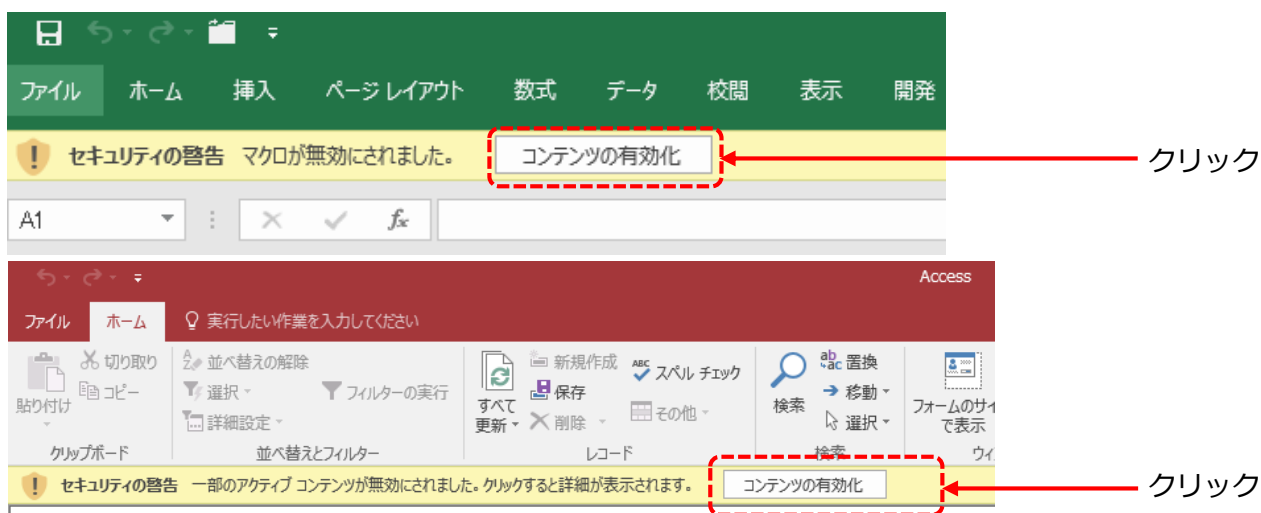 ファイル ホーム 挿入 ページ レイアウト 数式 データ 校閲 表示 開発
セキュリティの警告 マクロが無効にされました。 コンテンツの有効化 クリック
A1 fx
Access
ファイル ホーム 実行したい作業を入力してください
切り取り 並べ替えの解除 新規作成 ABC スペル チェック ab ac 置換
コピー 選択 フィルターの実行 保存 移動
貼り付け 詳細設定 すべて 更新 削除 その他 検索 選択 フォームのサイ で表示
クリップボード 並べ替えとフィルター レコード 検索 ウィ
セキュリティの警告 一部のアクティブ コンテンツが無効にされました。クリックすると詳細が表示されます。 コンテンツの有効化 クリック